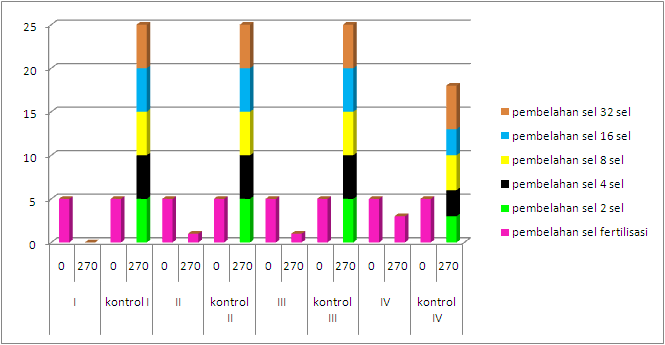 25
20
15
10
5
0
0 270 0 270 0 270 0 270 0 270 0 270 0 270 0 270
I kontrol I II kontrol II III kontrol III IV kontrol IV
pembelahan sel 32 sel
pembelahan sel 16 sel
pembelahan sel 8 sel
pembelahan sel 4 sel
pembelahan sel 2 sel
pembelahan sel fertilisasi